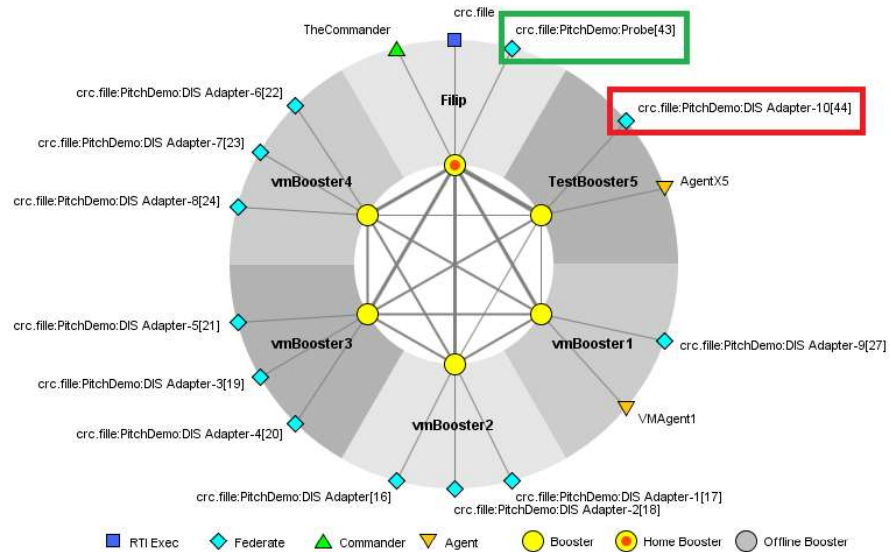 crc.fille
TheCommander
crc.fille:PitchDemo:Probe[43]
Filip
crc.fille:PitchDemo:DIS Adapter-6[22]
crc.fille:PitchDemo:DIS Adapter-10[44]
crc.fille:PitchDemo:DIS Adapter-7[23]
vmBooster4
TestBooster5
AgentX5
crc.fille:PitchDemo:DIS Adapter-8[24]
crc.fille:PitchDemo:DIS Adapter-5[21]
vmBooster3
vmBooster1
crc.fille:PitchDemo:DIS Adapter-9[27]
crc.fille:PitchDemo:DIS Adapter-3[19]
VMAgent1
crc.fille:PitchDemo:DIS Adapter-4[20]
vmBooster2
crc.fille:PitchDemo:DIS Adapter[16]
crc.fille:PitchDemo:DIS Adapter-1[17]
crc.fille:PitchDemo:DIS Adapter-2[18]
RTI Exec
Federate
Commander
Agent
Booster
Home Booster
Offline Booster